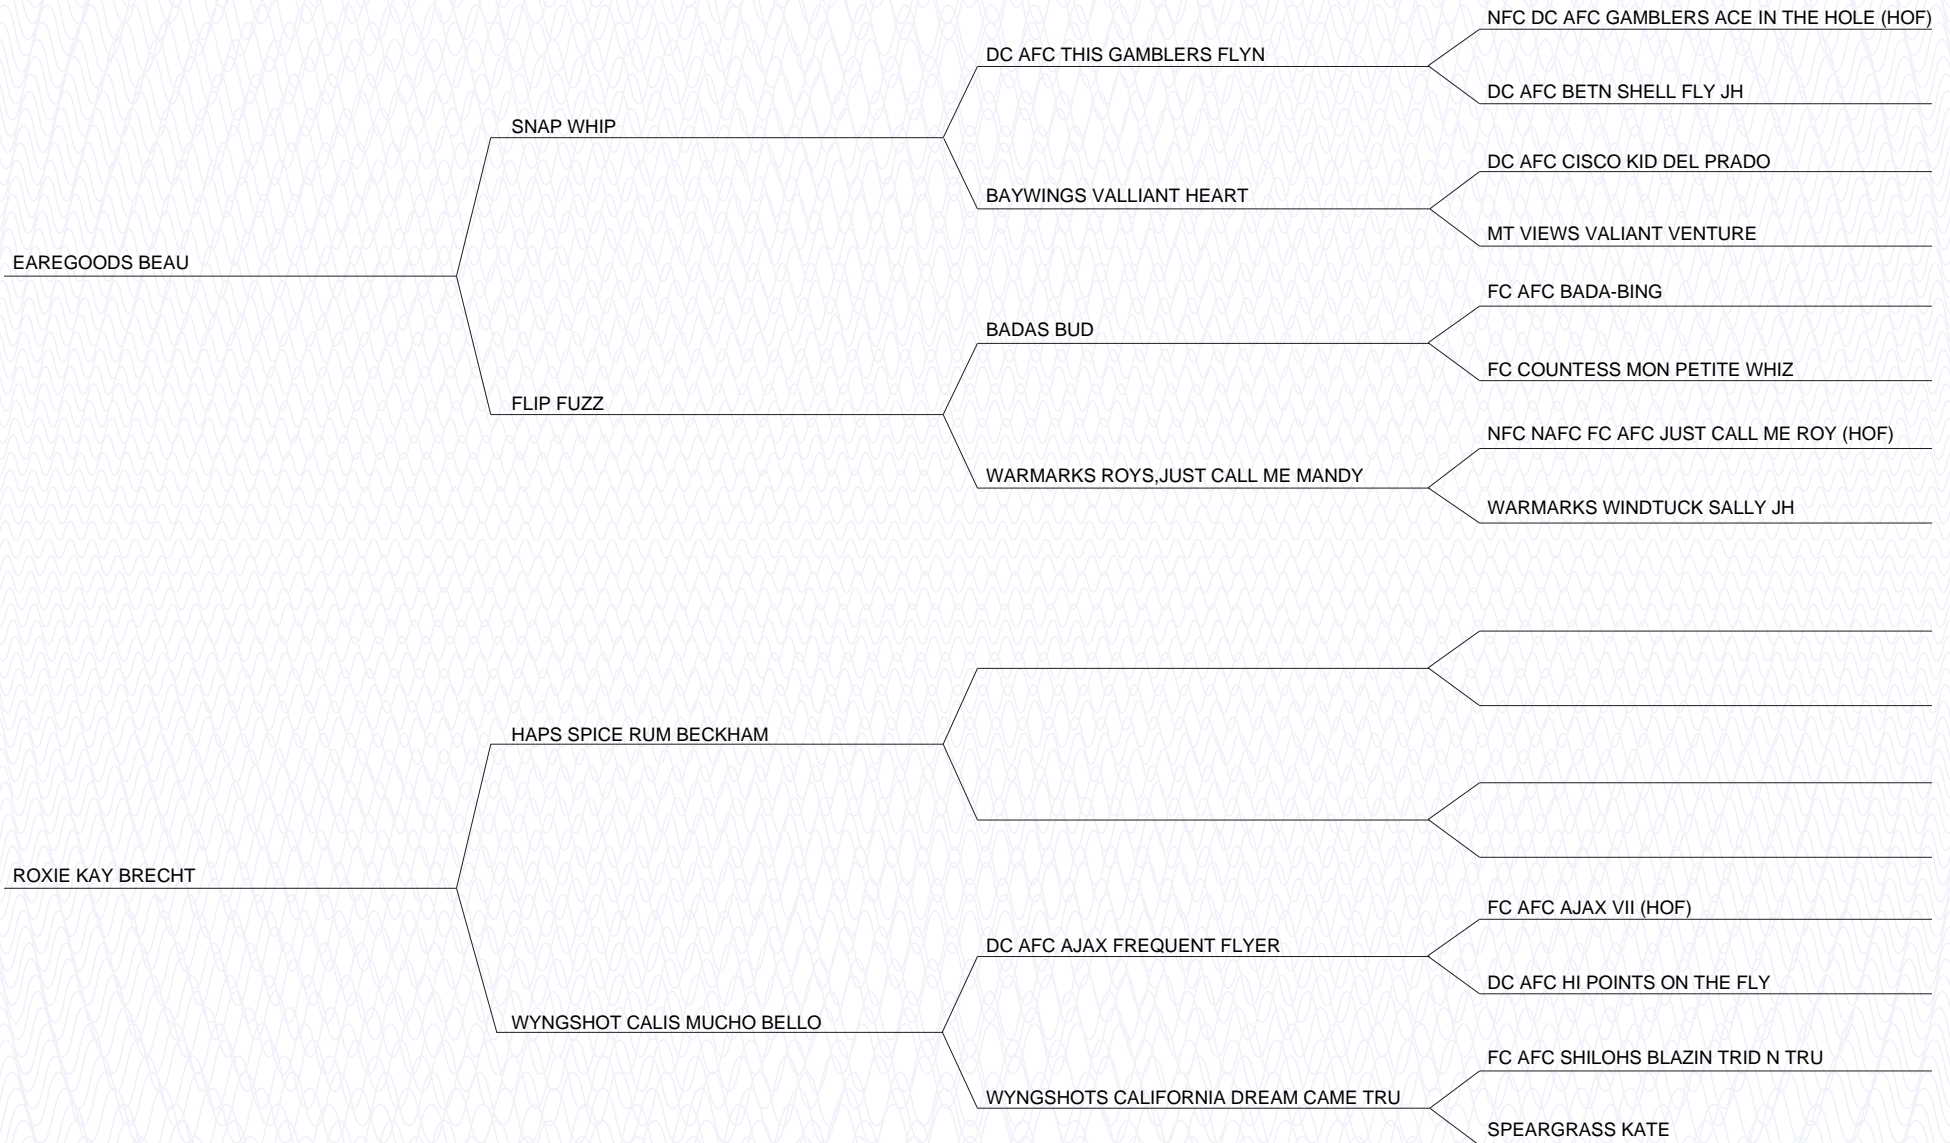 NFC DC AFC GAMBLERS ACE IN THE HOLE (HOF)
DC AFC THIS GAMBLERS FLYN
DC AFC BETN SHELL FLY JH
SNAP WHIP
DC AFC CISCO KID DEL PRADO
BAYWINGS VALLIANT HEART
MT VIEWS VALIANT VENTURE
EAREGOODS BEAU
FC AFC BADA-BING
BADAS BUD
FC COUNTESS MON PETITE WHIZ
FLIP FUZZ
NFC NAFC FC AFC JUST CALL ME ROY (HOF)
WARMARKS ROYS,JUST CALL ME MANDY
WARMARKS WINDTUCK SALLY JH
HAPS SPICE RUM BECKHAM
ROXIE KAY BRECHT
FC AFC AJAX VII (HOF)
DC AFC AJAX FREQUENT FLYER
DC AFC HI POINTS ON THE FLY
WYNGSHOT CALIS MUCHO BELLO
FC AFC SHILOHS BLAZIN TRID N TRU
WYNGSHOTS CALIFORNIA DREAM CAME TRU
SPEARGRASS KATE